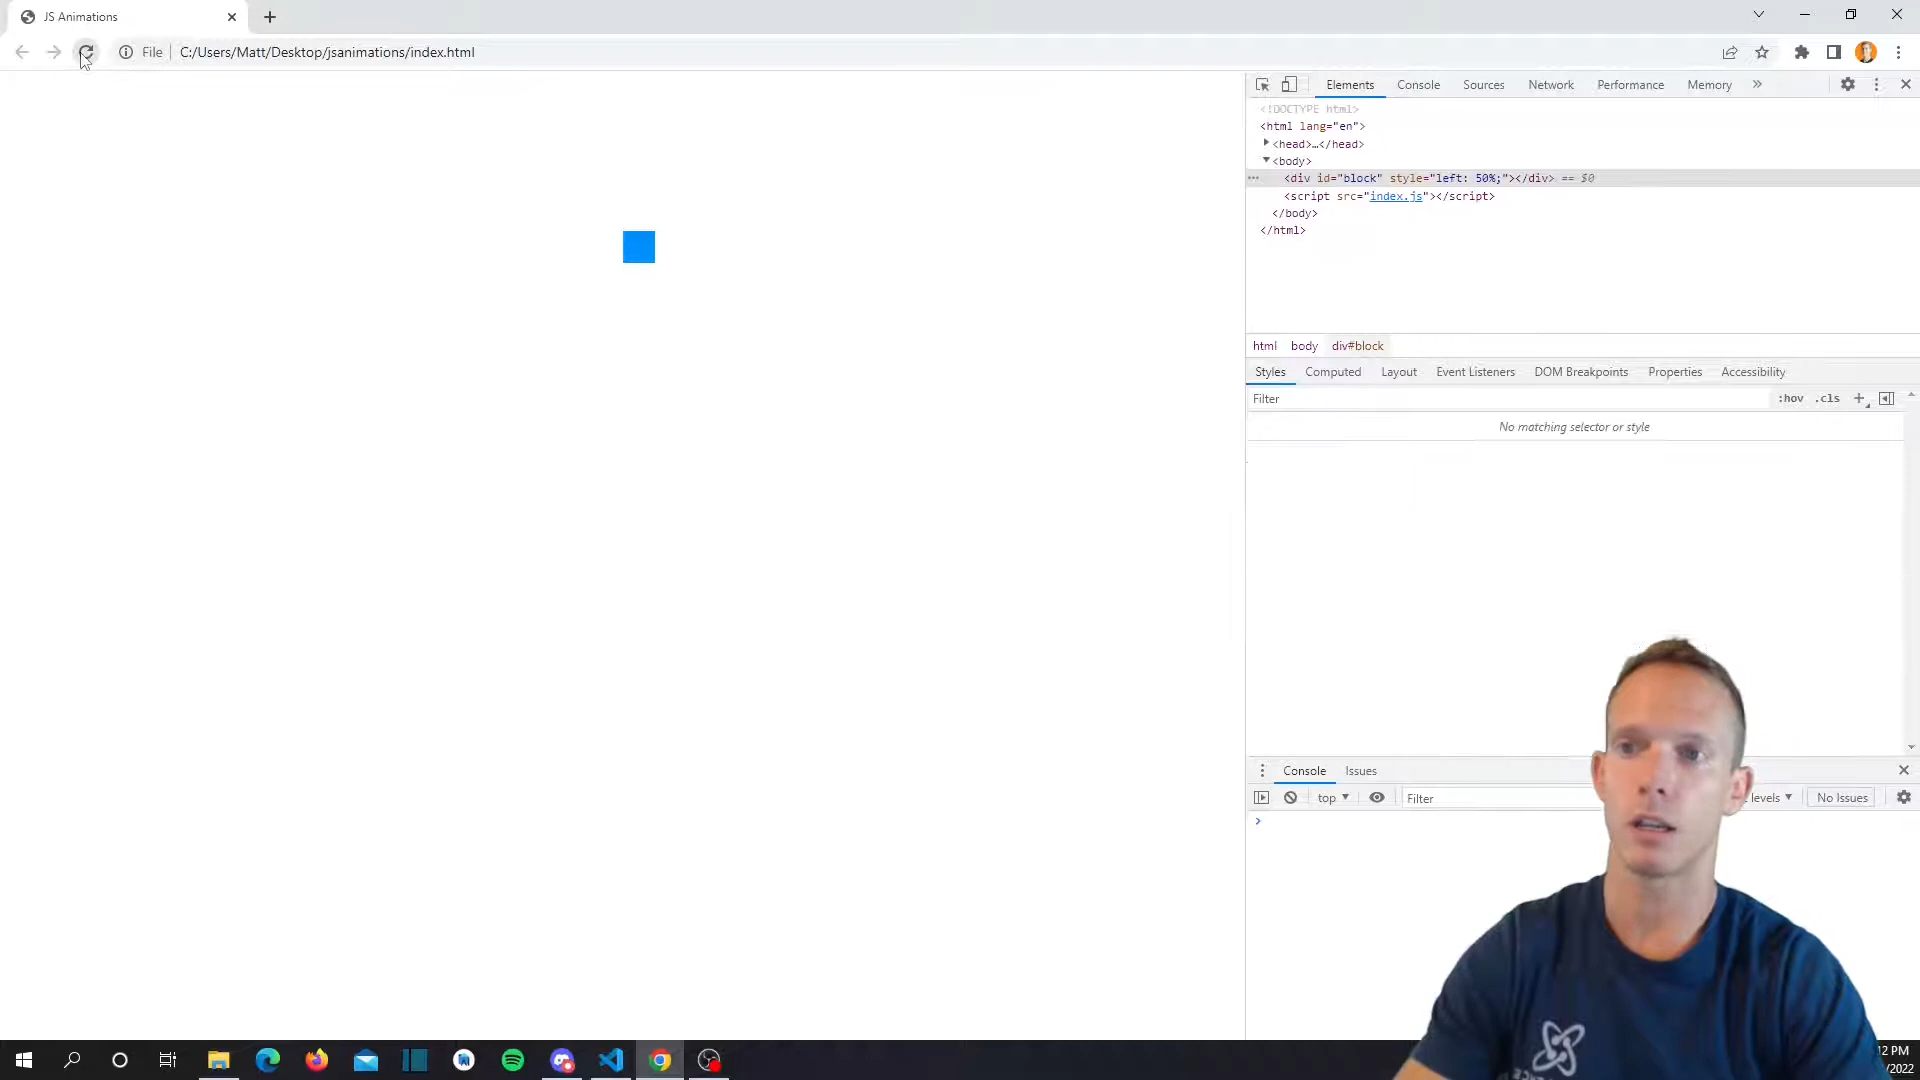 JS Animations
File | C:/Users/Matt/Desktop/jsanimations/index.html
Elements Console Sources Network Performance Memory
<!DOCTYPE html>
<html lang="en">
<head>…</head>
<body>
<div id="block" style="left: 50%;"></div> == $0
<script src="index.js"></script>
</body>
</html>
html body div#block
Styles Computed Layout Event Listeners DOM Breakpoints Properties Accessibility
Filter :hov .cls
No matching selector or style
Console Issues
top Filter levels No Issues
12 PM
/2022